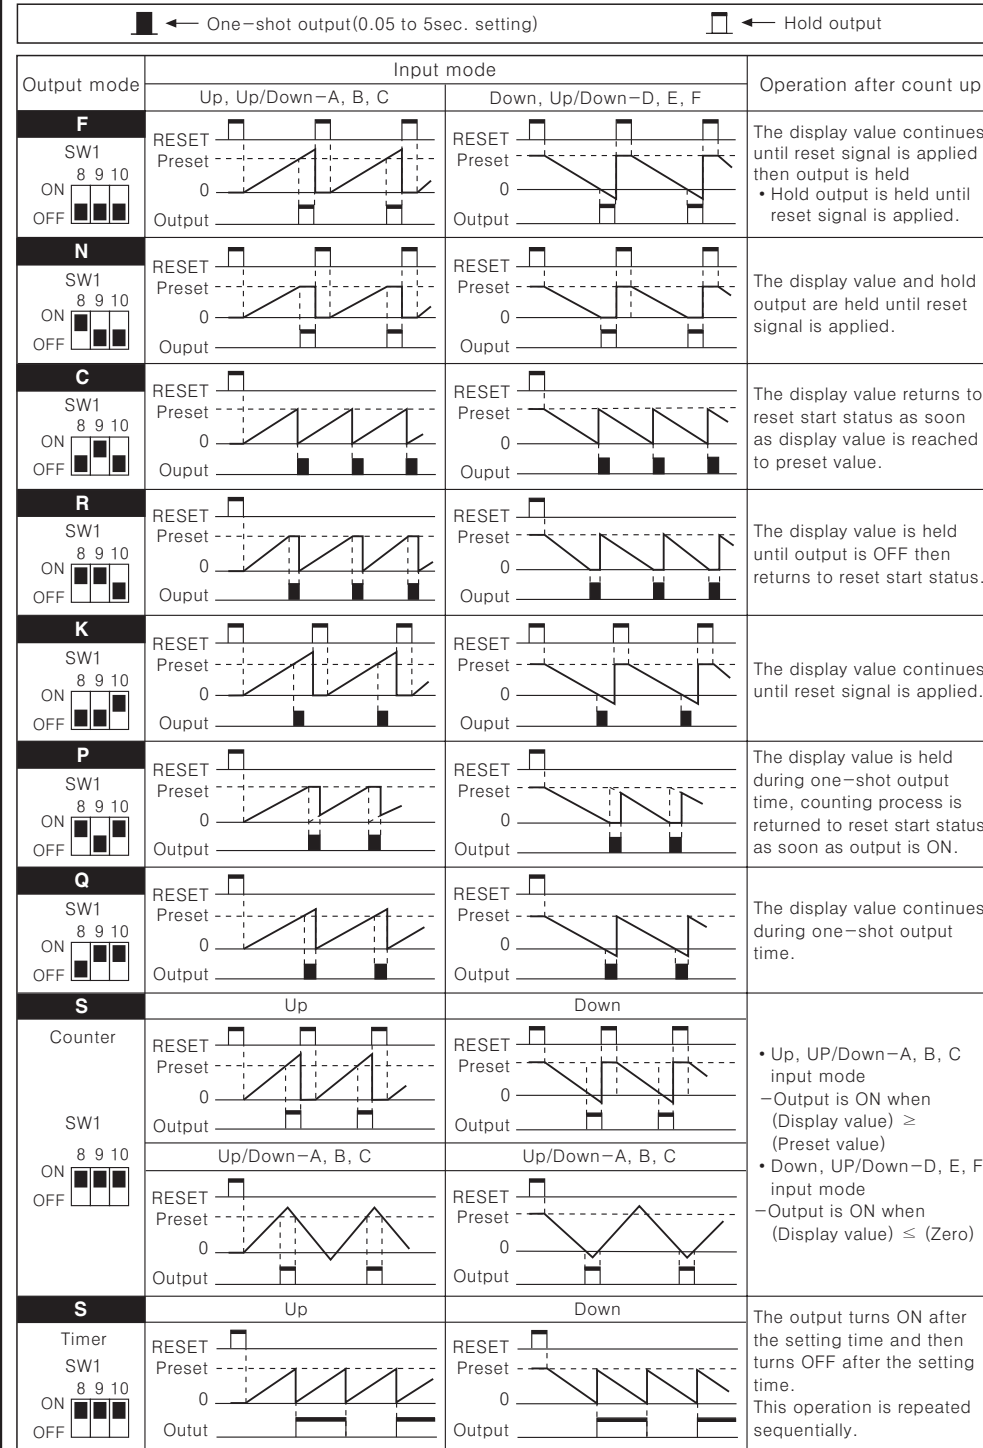 One-shot output(0.05 to 5sec. setting)
Hold output
Output mode
Input mode
Up, Up/Down-A, B, C
Down, Up/Down-D, E, F
Operation after count up
F
SW1
8 9 10
ON
OFF
RESET
Preset
0
Output
RESET
Preset
0
Output
The display value continues
until reset signal is applied
then output is held
• Hold output is held until
reset signal is applied.
N
SW1
8 9 10
ON
OFF
RESET
Preset
0
Ouput
RESET
Preset
0
Ouput
The display value and hold
output are held until reset
signal is applied.
C
SW1
8 9 10
ON
OFF
RESET
Preset
0
Ouput
RESET
Preset
0
Ouput
The display value returns to
reset start status as soon
as display value is reached
to preset value.
R
SW1
8 9 10
ON
OFF
RESET
Preset
0
Ouput
RESET
Preset
0
Ouput
The display value is held
until output is OFF then
returns to reset start status.
K
SW1
8 9 10
ON
OFF
RESET
Preset
0
Ouput
RESET
Preset
0
Ouput
The display value continues
until reset signal is applied.
P
SW1
8 9 10
ON
OFF
RESET
Preset
0
Output
RESET
Preset
0
Output
The display value is held
during one-shot output
time, counting process is
returned to reset start status
as soon as output is ON.
Q
SW1
8 9 10
ON
OFF
RESET
Preset
0
Output
RESET
Preset
0
Output
The display value continues
during one-shot output
time.
S
Counter
SW1
8 9 10
ON
OFF
Up
RESET
Preset
0
Output
Down
RESET
Preset
0
Output
Up/Down-A, B, C
RESET
Preset
0
Output
Up/Down-A, B, C
RESET
Preset
0
Output
• Up, UP/Down-A, B, C
input mode
-Output is ON when
(Display value) ≥
(Preset value)
• Down, UP/Down-D, E, F
input mode
-Output is ON when
(Display value) ≤ (Zero)
S
Timer
SW1
8 9 10
ON
OFF
Up
RESET
Preset
0
Outut
Down
RESET
Preset
0
Output
The output turns ON after
the setting time and then
turns OFF after the setting
time.
This operation is repeated
sequentially.